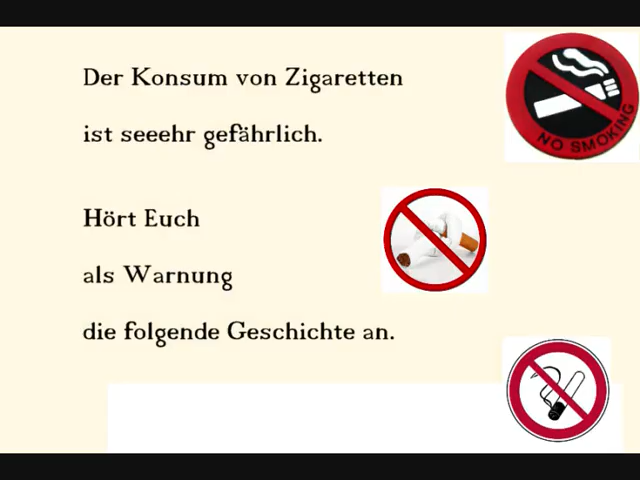 Der Konsum von Zigaretten
ist seeehr gefährlich.
NO SMOKING
Hört Euch
als Warnung
die folgende Geschichte an.